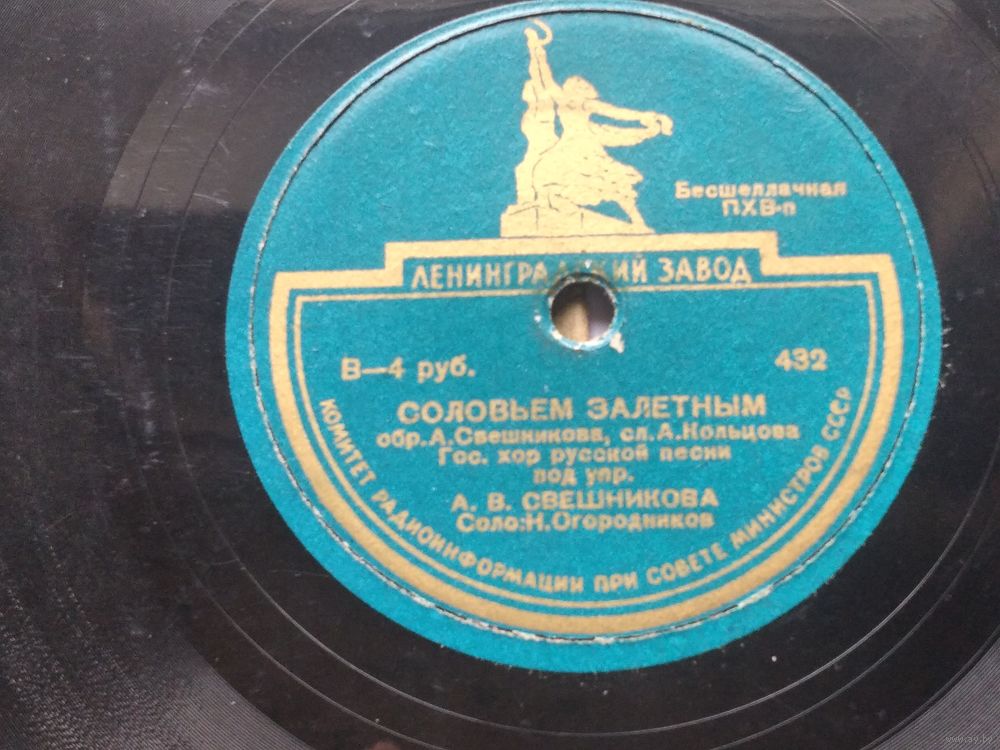 Бесшеллачная
ПХВ-п
ЛЕНИНГРАДСКИЙ ЗАВОД
В—4 руб.
432
СОЛОВЬЕМ ЗАЛЕТНЫМ
обр. А. Свешникова, сл. А. Кольцова
Гос. хор русской песни
под упр.
А. В. СВЕШНИКОВА
Соло: Н. Огородников
КОМИТЕТ РАДИОИНФОРМАЦИИ ПРИ СОВЕТЕ МИНИСТРОВ СССР